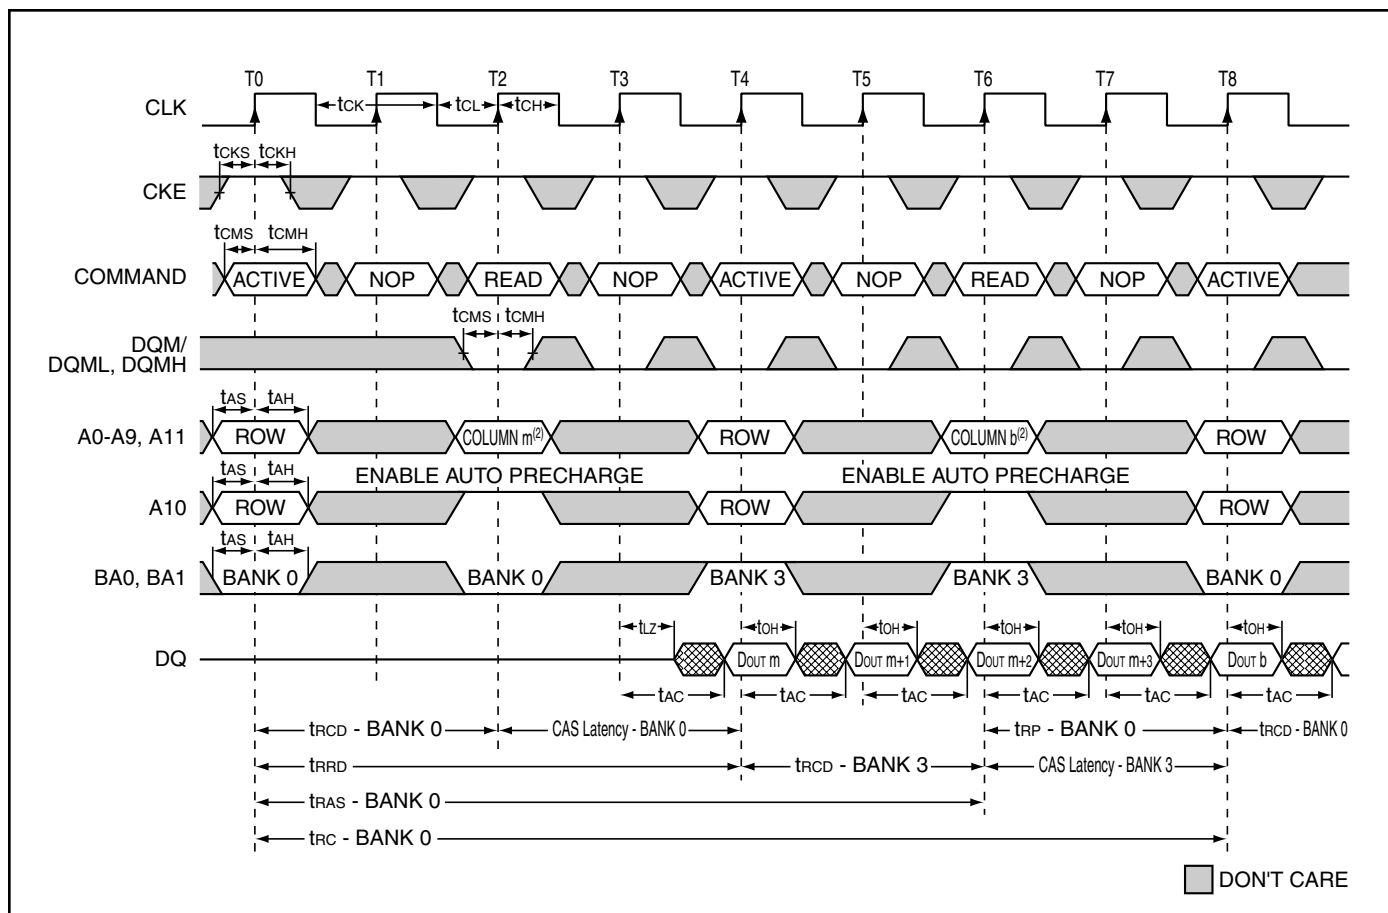 T0 T1 T2 T3 T4 T5 T6 T7 T8
CLK tCK tCL tCH
tCKS tCKH
CKE
tCMS tCMH
COMMAND ACTIVE NOP READ NOP ACTIVE NOP READ NOP ACTIVE
tCMS tCMH
DQM/
DQML, DQMH
tAS tAH
A0-A9, A11 ROW COLUMN m(2) ROW COLUMN b(2) ROW
tAS tAH ENABLE AUTO PRECHARGE ENABLE AUTO PRECHARGE
A10 ROW ROW ROW
tAS tAH
BA0, BA1 BANK 0 BANK 0 BANK 3 BANK 3 BANK 0
tLZ tOH tOH tOH tOH tOH
DQ DOUT m DOUT m+1 DOUT m+2 DOUT m+3 DOUT b
tAC tAC tAC tAC tAC tAC
tRCD - BANK 0 CAS Latency - BANK 0 tRP - BANK 0 tRCD - BANK 0
tRRD tRCD - BANK 3 CAS Latency - BANK 3
tRAS - BANK 0
tRC - BANK 0
DON'T CARE